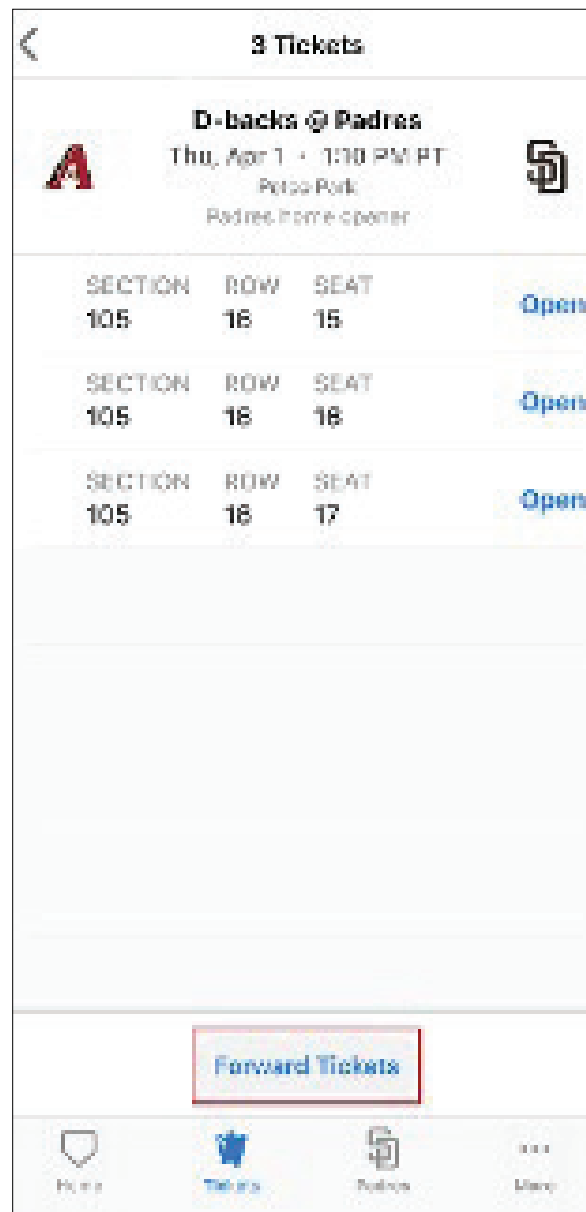 3 Tickets
D-backs @ Padres
Thu, Apr 1 • 1:10 PM PT
Petco Park
Padres home opener
SECTION ROW SEAT
105 16 15 Open
SECTION ROW SEAT
105 16 16 Open
SECTION ROW SEAT
105 16 17 Open
Forward Tickets
Home Tickets Padres More